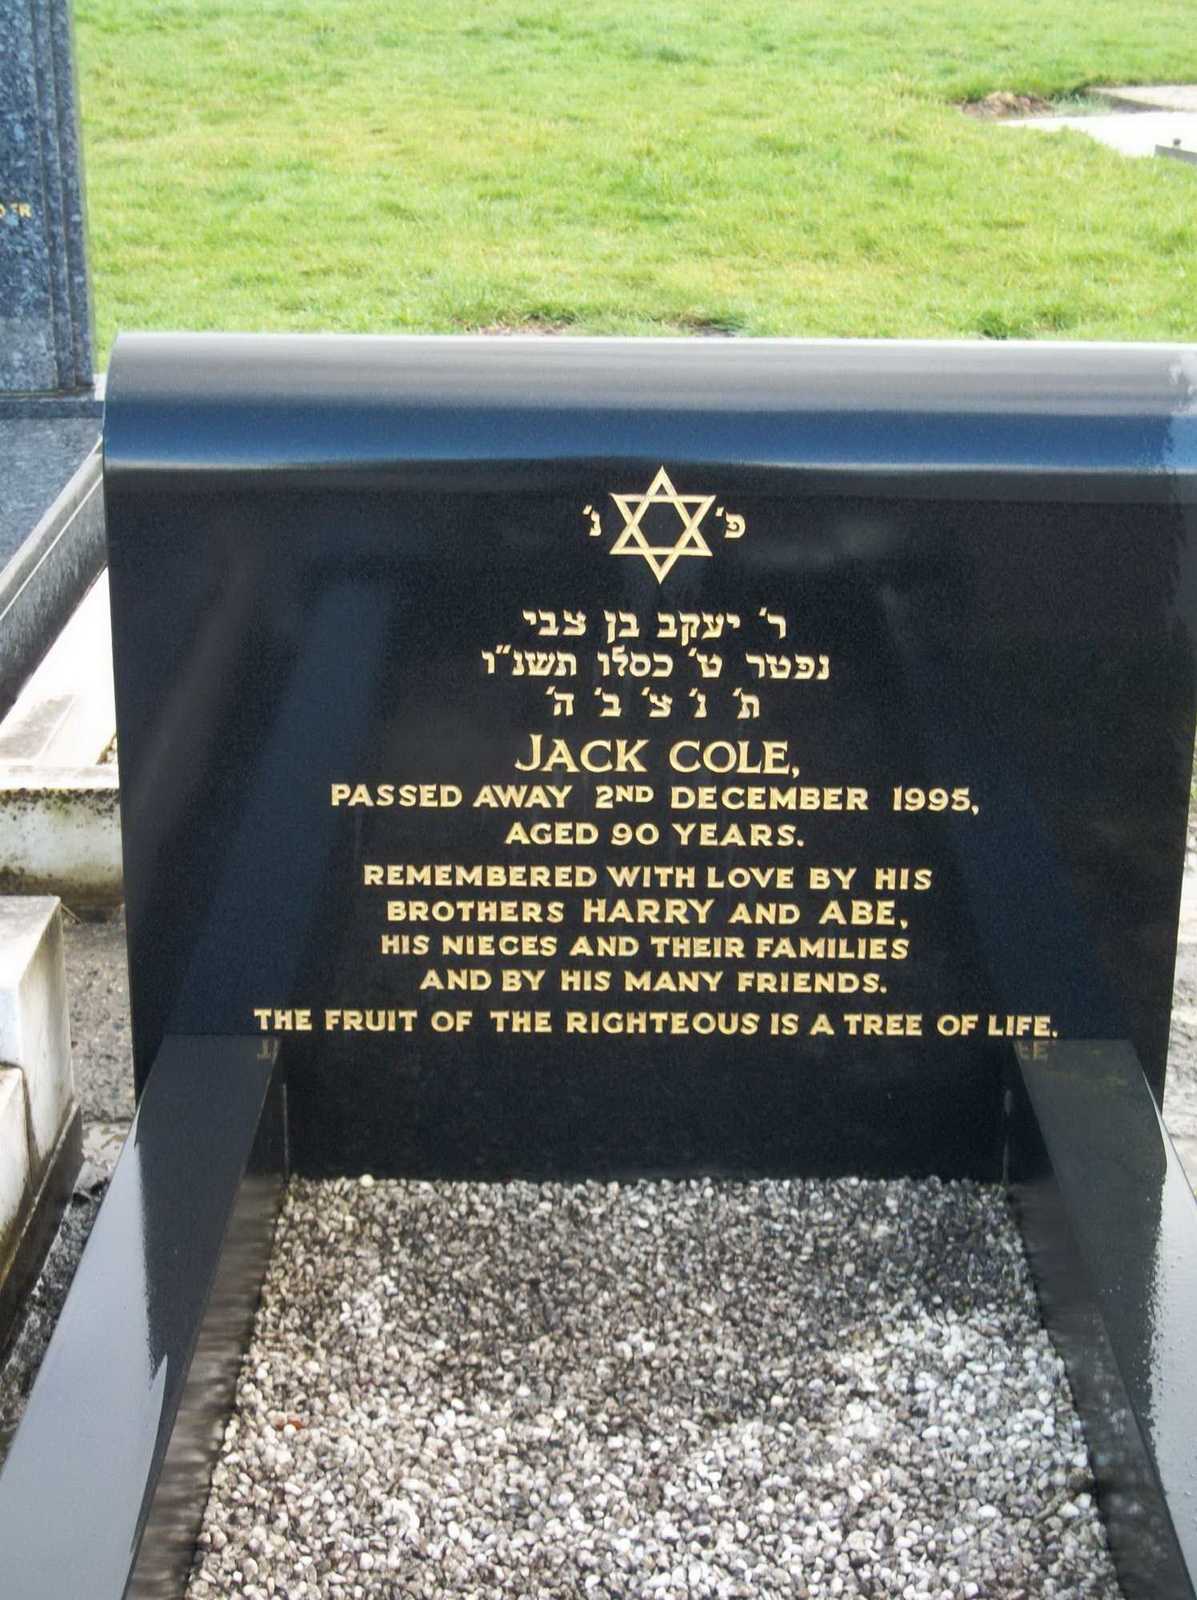 פ׳ נ׳
ר׳ יעקב בן צבי
נפטר ט׳ כסלו תשנ״ו
ת׳ נ׳ צ׳ ב׳ ה׳
JACK COLE,
PASSED AWAY 2ND DECEMBER 1995,
AGED 90 YEARS.
REMEMBERED WITH LOVE BY HIS
BROTHERS HARRY AND ABE,
HIS NIECES AND THEIR FAMILIES
AND BY HIS MANY FRIENDS.
THE FRUIT OF THE RIGHTEOUS IS A TREE OF LIFE.